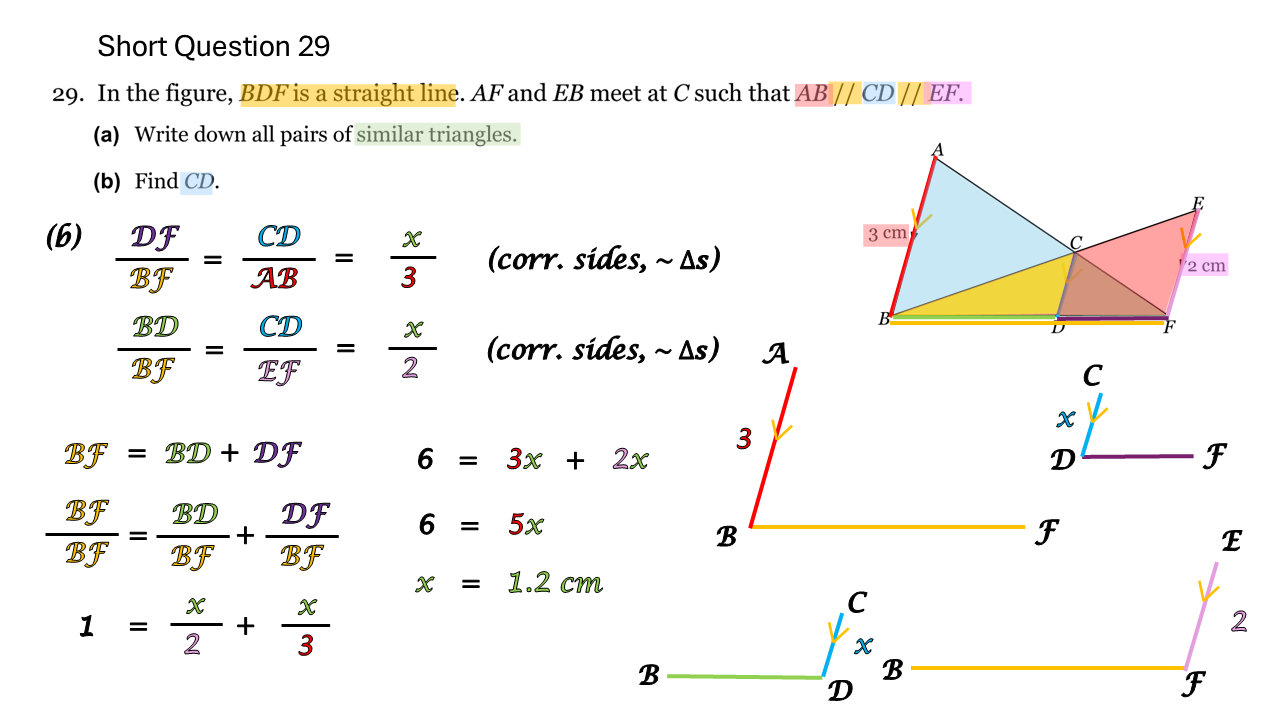 Short Question 29
29. In the figure, BDF is a straight line. AF and EB meet at C such that AB // CD // EF.
(a) Write down all pairs of similar triangles.
(b) Find CD.
A
E
C
3 cm
2 cm
B
D
F
(b) DF/BF = CD/AB = x/3 (corr. sides, ~ Δs)
BD/BF = CD/EF = x/2 (corr. sides, ~ Δs)
BF = BD + DF
BF/BF = BD/BF + DF/BF
1 = x/2 + x/3
6 = 3x + 2x
6 = 5x
x = 1.2 cm
A
3
B
F
C
x
D
F
C
x
B
D
E
2
B
F